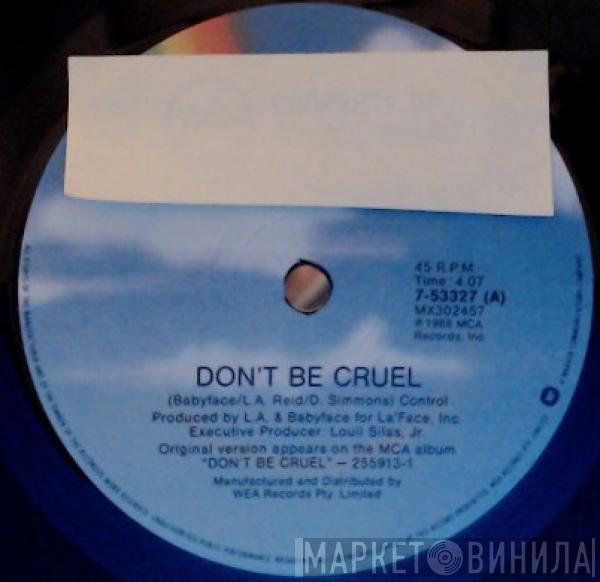 45 R.P.M.
Time: 4.07
7-53327 (A)
MX302457
℗ 1988 MCA
Records, Inc.
DON'T BE CRUEL
(Babyface/L.A. Reid/D. Simmons) Control
Produced by L.A. & Babyface for La'Face, Inc.
Executive Producer: Louil Silas, Jr.
Original version appears on the MCA album
"DON'T BE CRUEL" — 255913-1
Manufactured and Distributed by
WEA Records Pty. Limited
МАРКЕТ ВИНИЛА